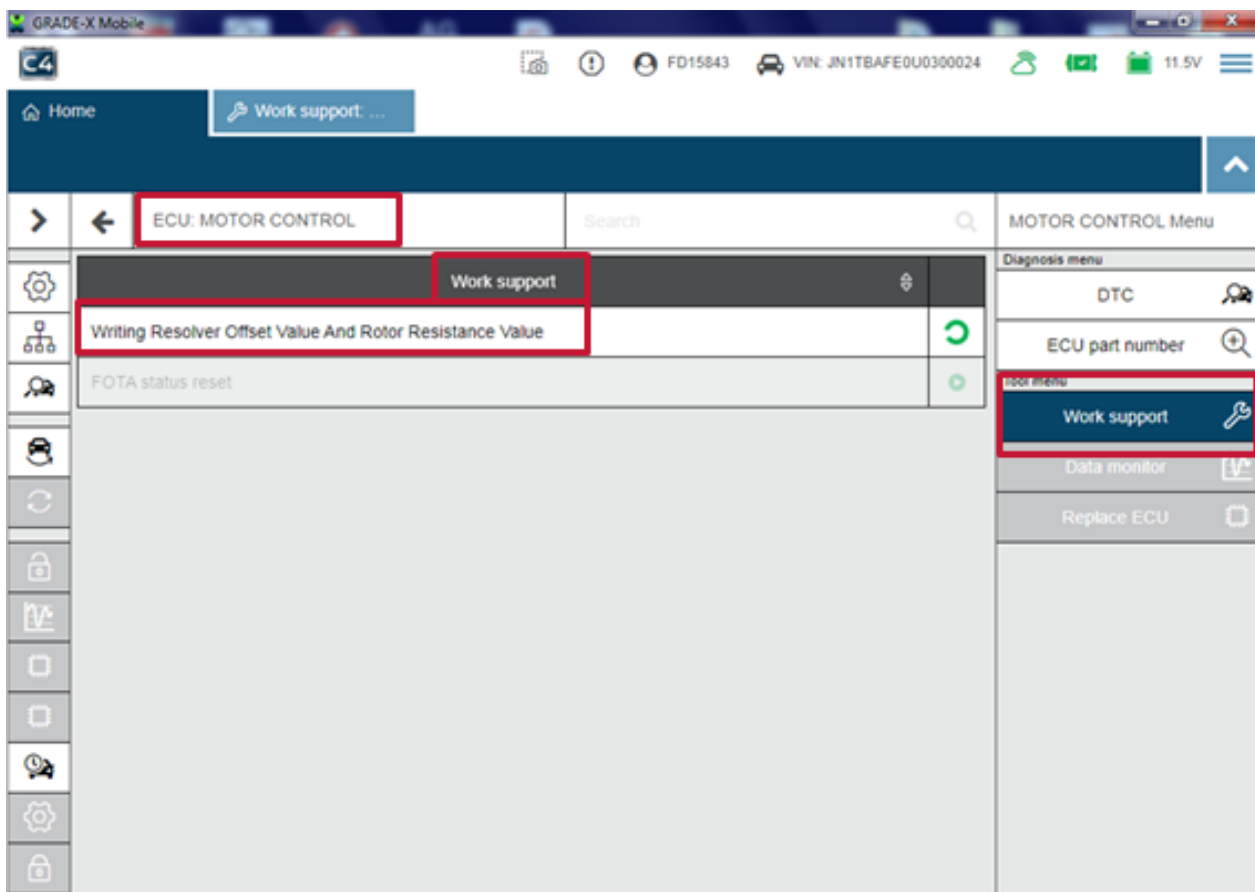 GRADE-X Mobile
C4
FD15843
VIN: JN1TBAFE0U0300024
11.5V
Home
Work support: ...
ECU: MOTOR CONTROL
Search
MOTOR CONTROL Menu
Work support
Writing Resolver Offset Value And Rotor Resistance Value
FOTA status reset
Diagnosis menu
DTC
ECU part number
Tool menu
Work support
Data monitor
Replace ECU